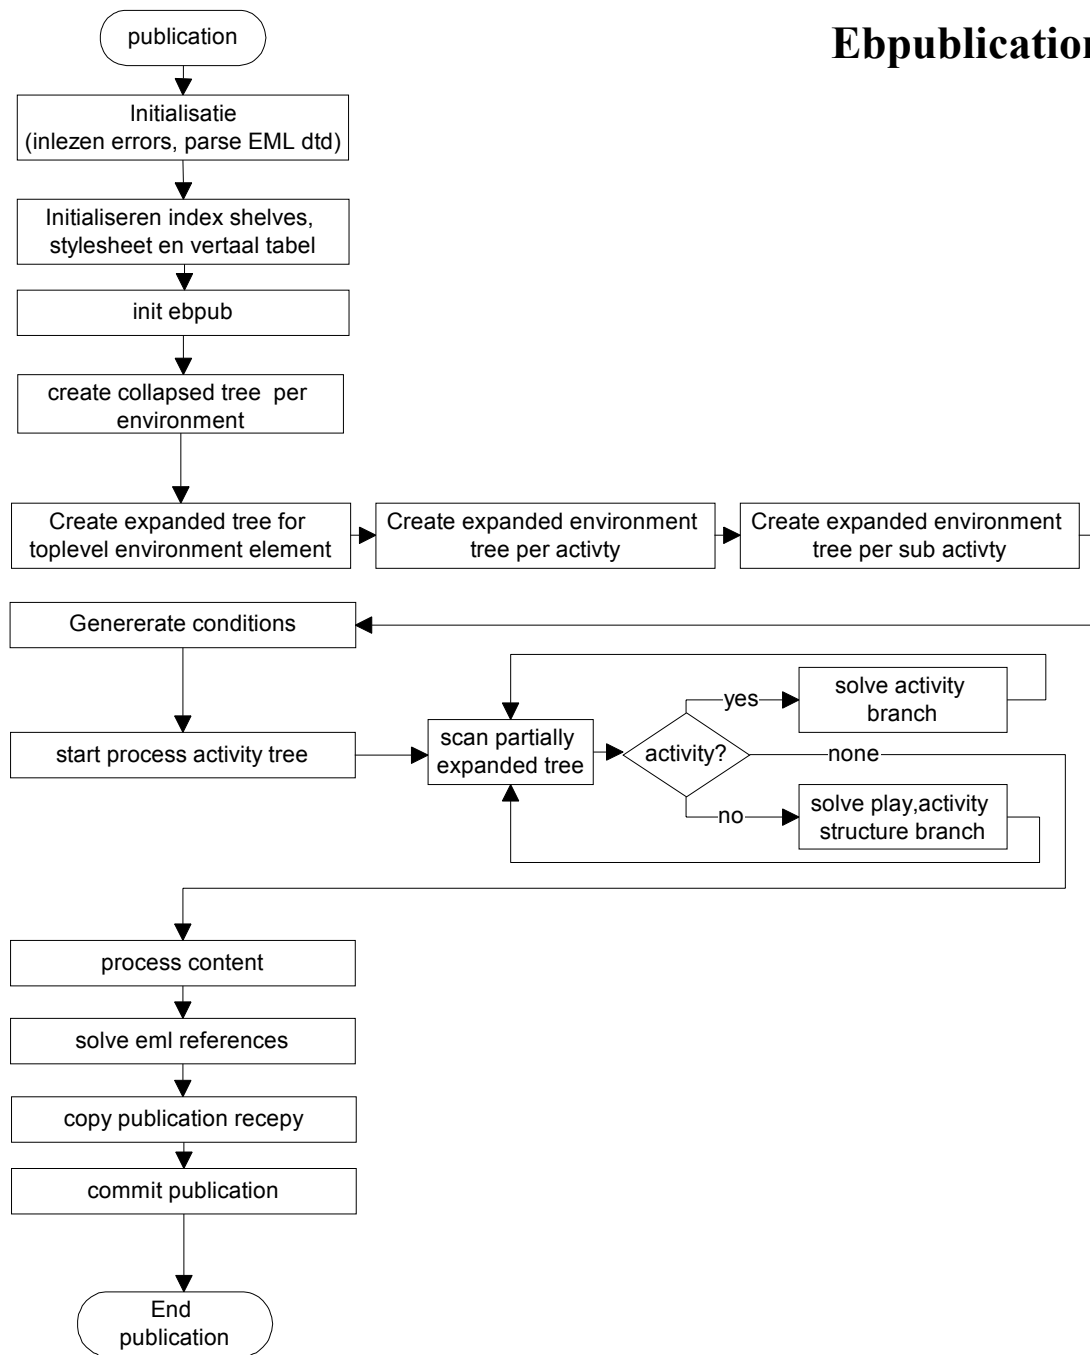 publication
Ebpublication
Initialisatie
(inlezen errors, parse EML dtd)
Initialiseren index shelves,
stylesheet en vertaal tabel
init ebpub
create collapsed tree per
environment
Create expanded tree for
toplevel environment element
Create expanded environment
tree per activty
Create expanded environment
tree per sub activty
Genererate conditions
start process activity tree
scan partially
expanded tree
activity?
yes
solve activity
branch
none
no
solve play,activity
structure branch
process content
solve eml references
copy publication recepy
commit publication
End
publication